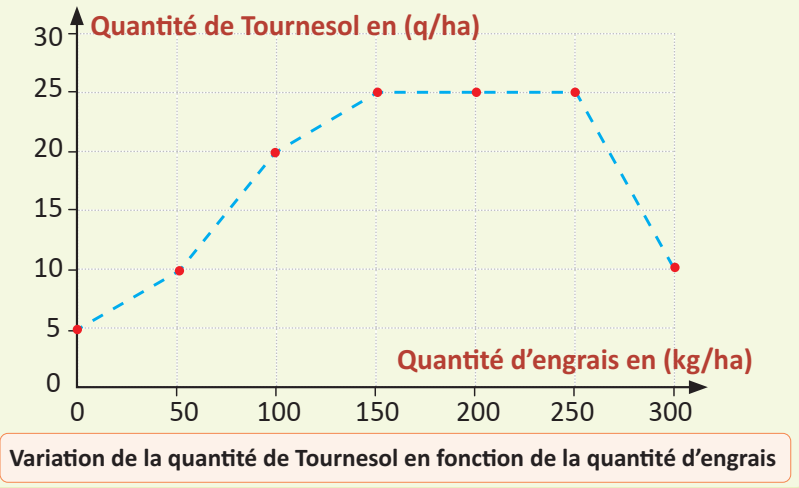 Quantité de Tournesol en (q/ha)
30
25
20
15
10
5
0
Quantité d'engrais en (kg/ha)
0 50 100 150 200 250 300
Variation de la quantité de Tournesol en fonction de la quantité d'engrais